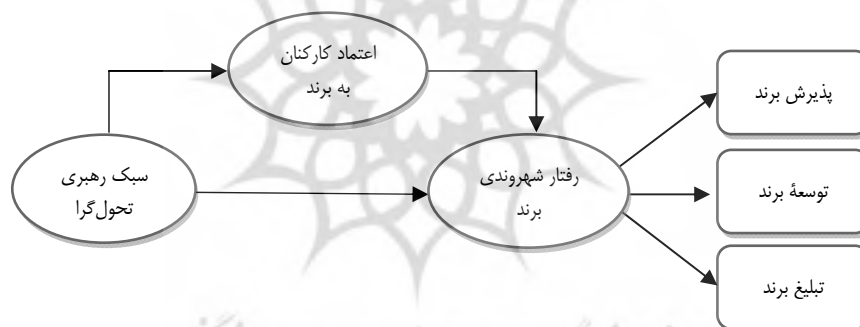 اعتماد کارکنان
به برند
سبک رهبری
تحول‌گرا
رفتار شهروندی
برند
پذیرش برند
توسعهٔ برند
تبلیغ برند